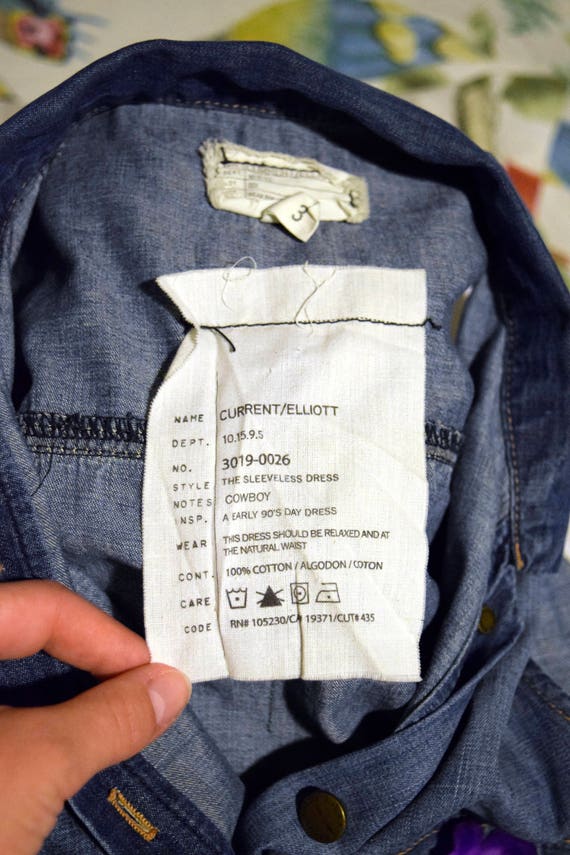 3
NAME CURRENT/ELLIOTT
DEPT. 10.15.9.5
NO. 3019-0026
STYLE THE SLEEVELESS DRESS
NOTES COWBOY
INSP. A EARLY 90'S DAY DRESS
WEAR THIS DRESS SHOULD BE RELAXED AND AT
THE NATURAL WAIST
CONT. 100% COTTON / ALGODON / COTON
CARE
CODE RN# 105230/CA# 19371/CUT# 435